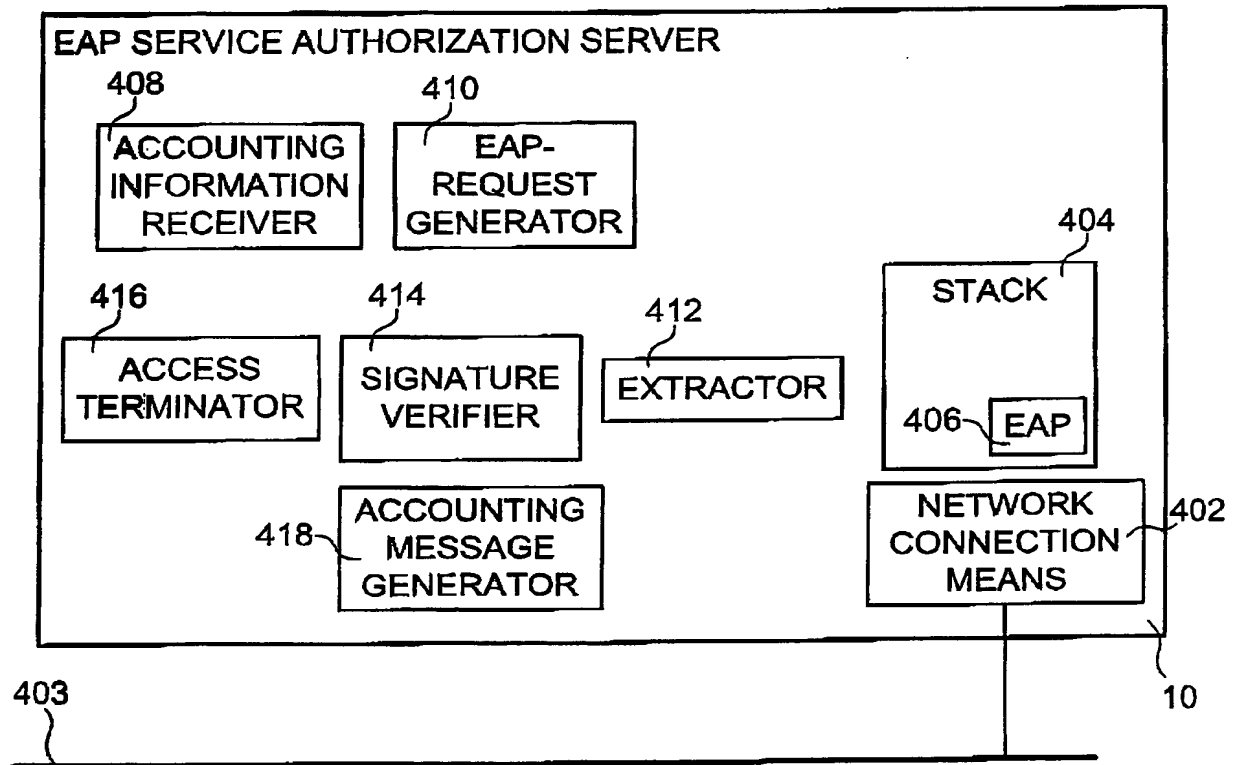 EAP SERVICE AUTHORIZATION SERVER
408
410
ACCOUNTING
INFORMATION
RECEIVER
EAP-
REQUEST
GENERATOR
404
STACK
416
414
412
ACCESS
TERMINATOR
SIGNATURE
VERIFIER
EXTRACTOR
406
EAP
418
ACCOUNTING
MESSAGE
GENERATOR
NETWORK
CONNECTION
MEANS
402
10
403